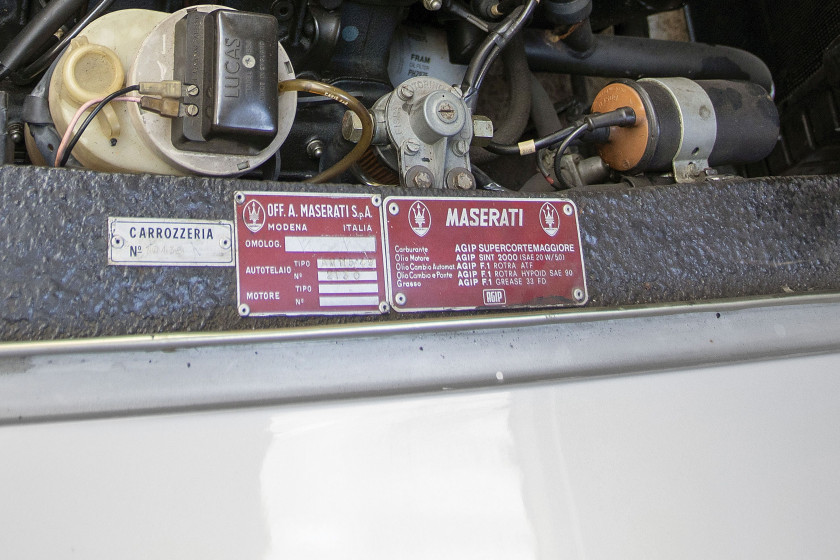 LUCAS
FRAM
CARROZZERIA
Nº
OFF. A. MASERATI S.p.A.
MODENA ITALIA
OMOLOG.
AUTOTELAIO TIPO
Nº
MOTORE TIPO
Nº
MASERATI
Carburante AGIP SUPERCORTEMAGGIORE
Olio Motore AGIP SINT 2000 (SAE 20 W/50)
Olio Cambio Automat. AGIP F.1 ROTRA ATF
Olio Cambio e Ponte AGIP F.1 ROTRA HYPOID SAE 90
Grasso AGIP F.1 GREASE 33 FD
AGIP